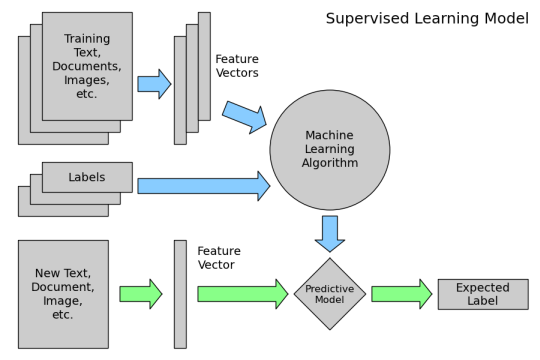 Supervised Learning Model
Training
Text,
Documents,
Images,
etc.
Feature
Vectors
Machine
Learning
Algorithm
Labels
New Text,
Document,
Image,
etc.
Feature
Vector
Predictive
Model
Expected
Label